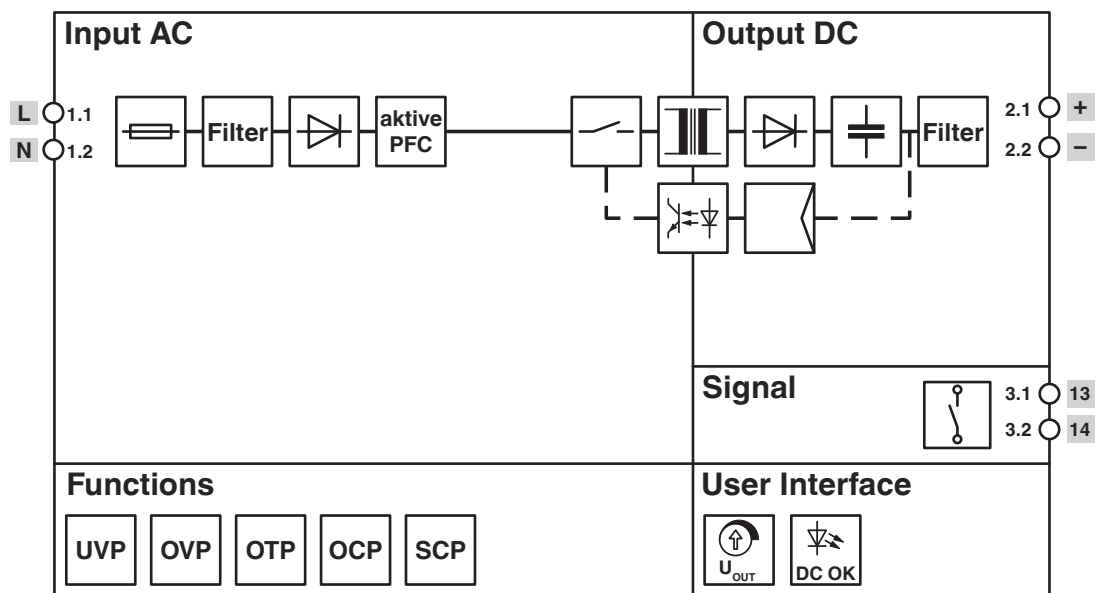 Input AC
Output DC
L 1.1
N 1.2
Filter
aktive
PFC
Filter
2.1 +
2.2 −
Signal
3.1 13
3.2 14
Functions
UVP OVP OTP OCP SCP
User Interface
UOUT
DC OK